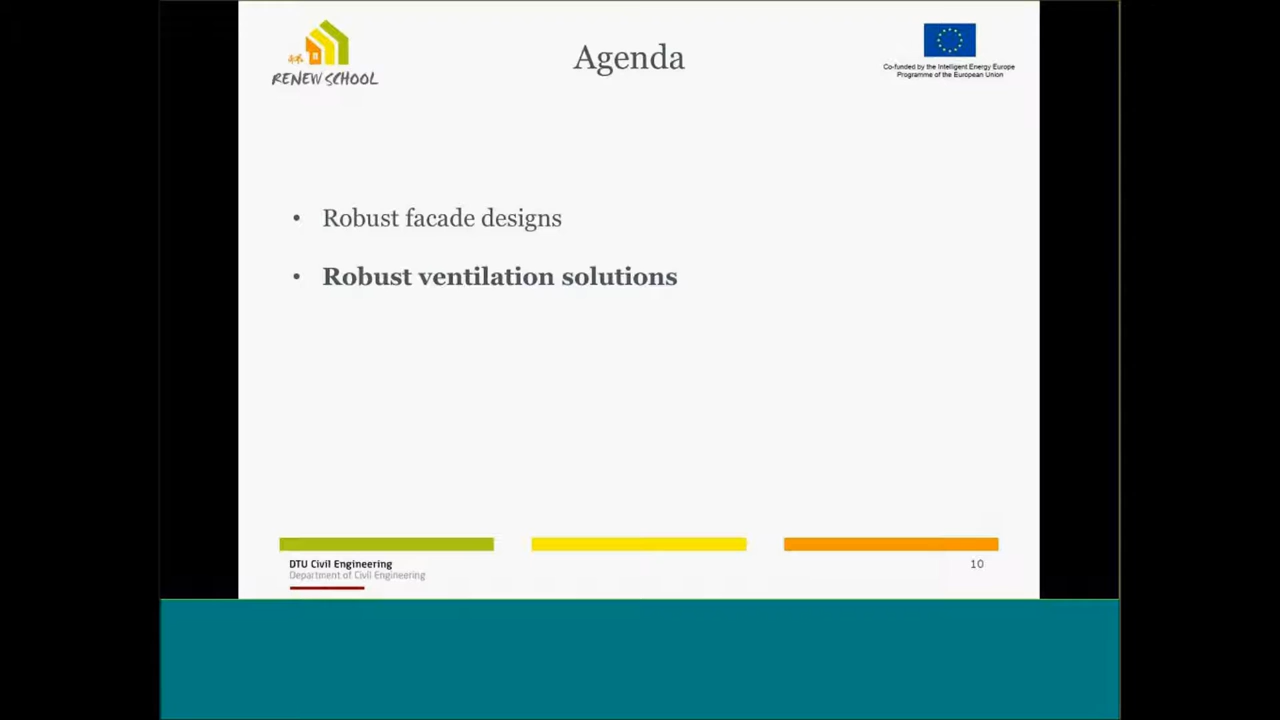 RENEW SCHOOL
Agenda
Co-funded by the Intelligent Energy Europe
Programme of the European Union
• Robust facade designs
• Robust ventilation solutions
DTU Civil Engineering
Department of Civil Engineering
10